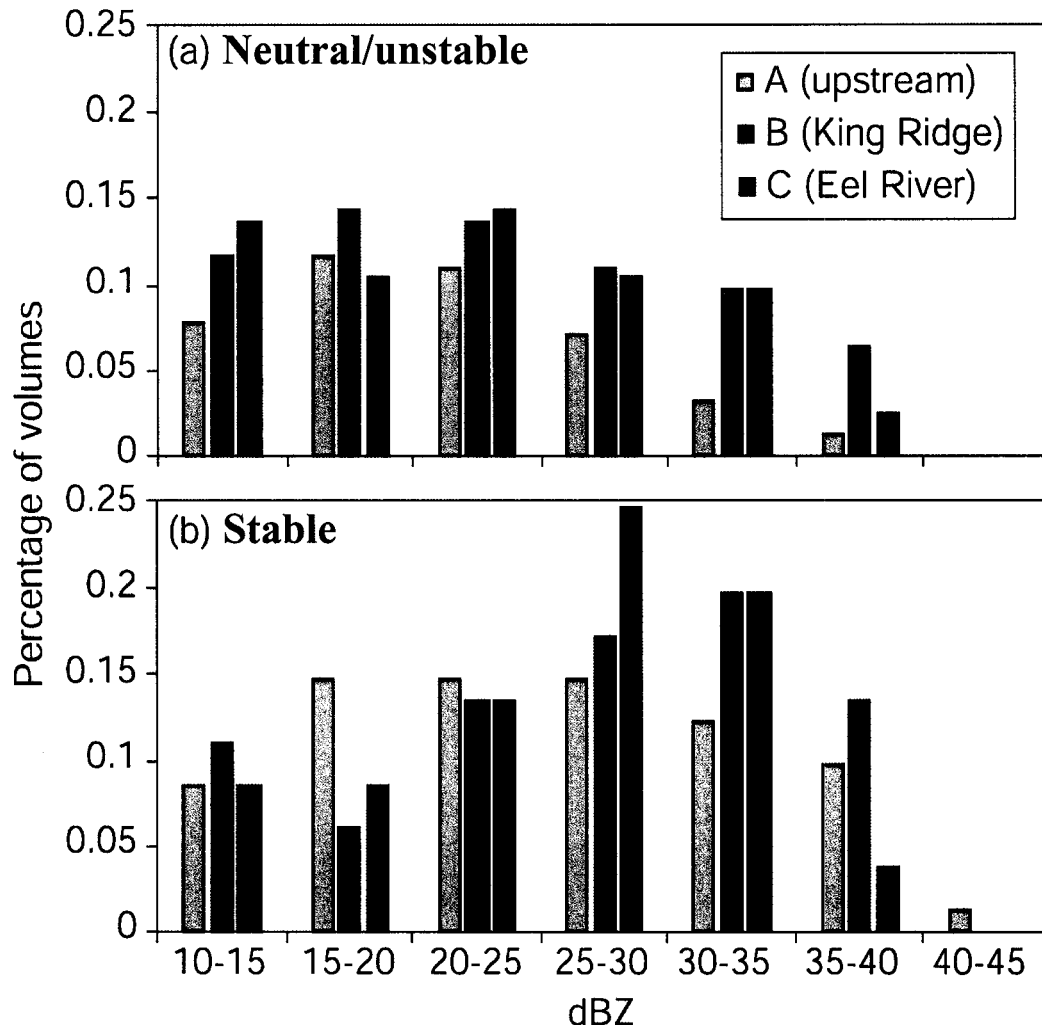 Percentage of volumes
(a) Neutral/unstable
A (upstream)
B (King Ridge)
C (Eel River)
0.25
0.2
0.15
0.1
0.05
0
(b) Stable
0.25
0.2
0.15
0.1
0.05
0
10-15 15-20 20-25 25-30 30-35 35-40 40-45
dBZ